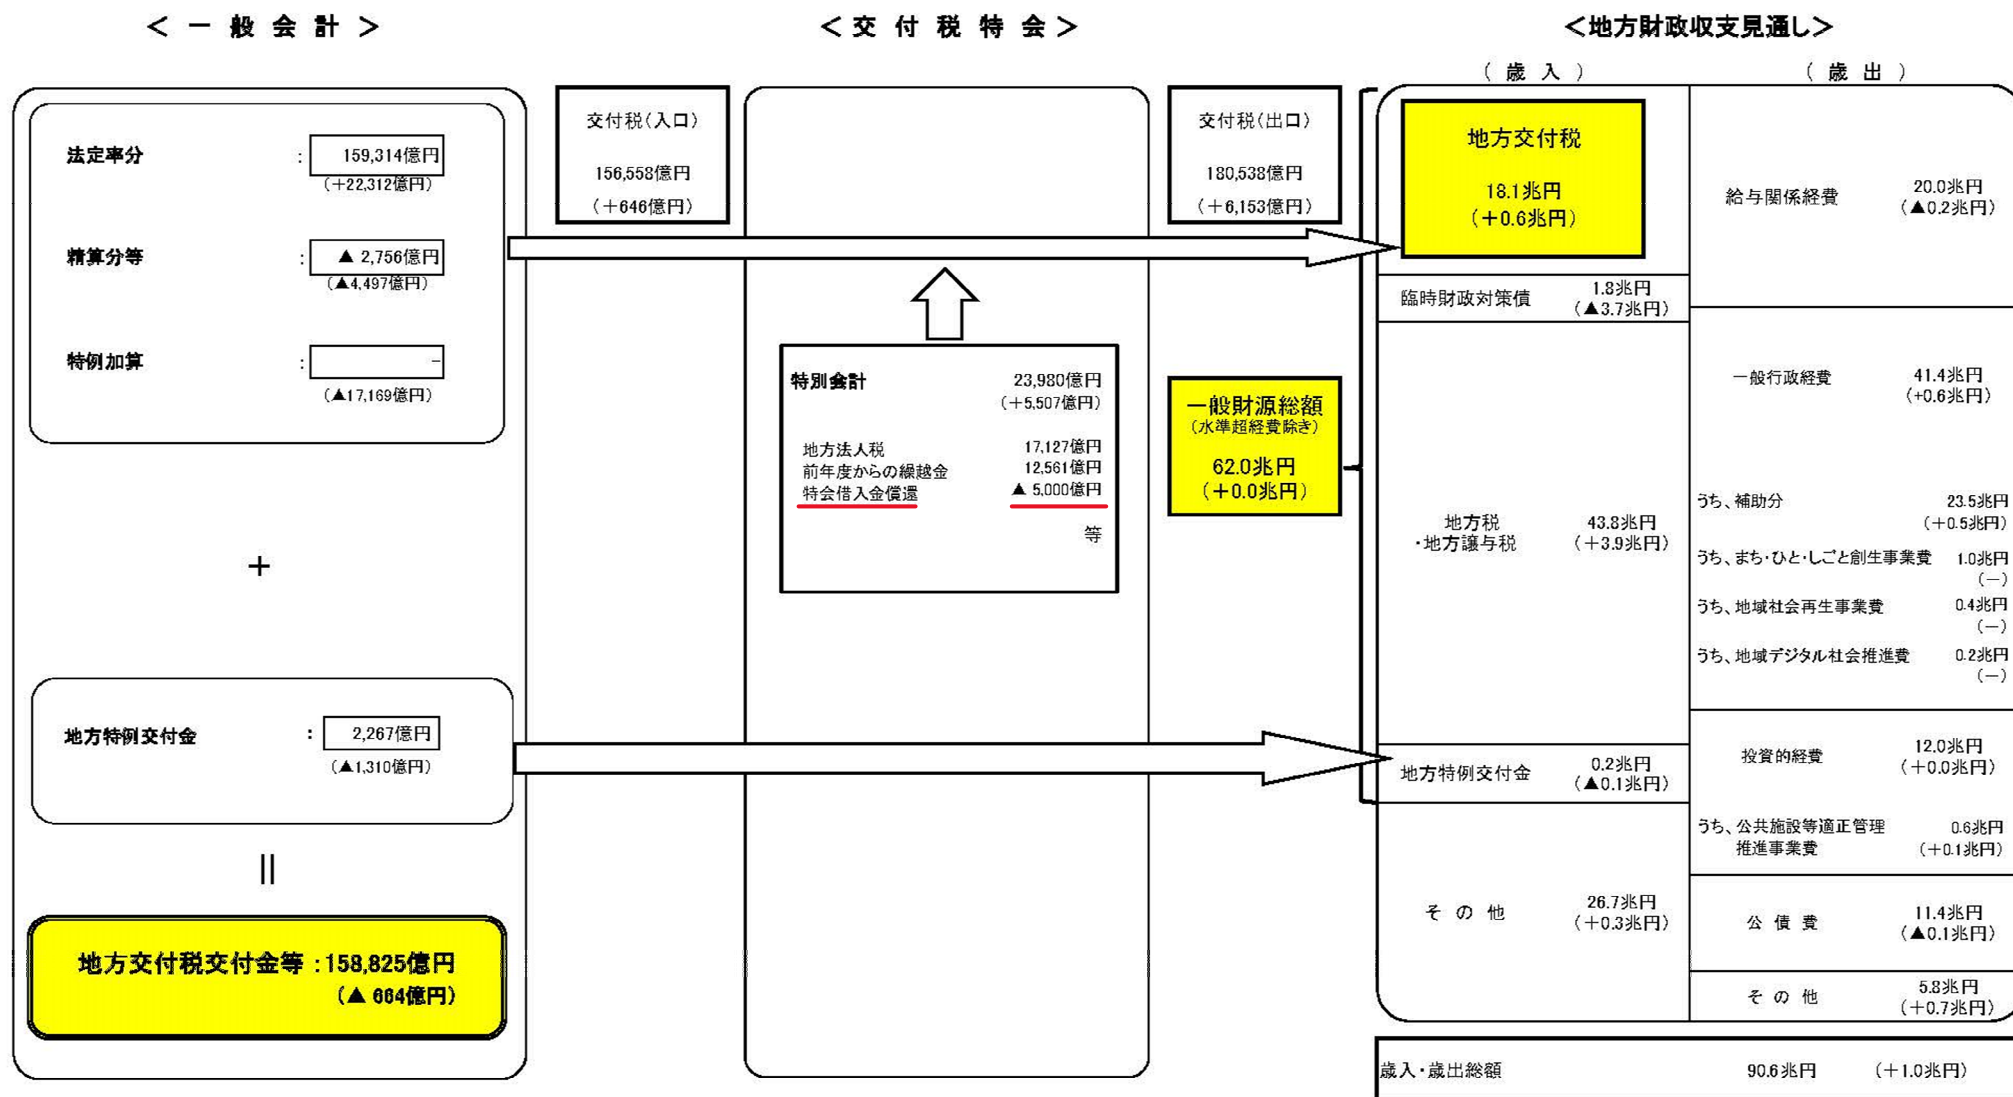 ＜ 一 般 会 計 ＞
法定率分 : 159,314億円
(＋22,312億円)
精算分等 : ▲ 2,756億円
(▲4,497億円)
特例加算 : －
(▲17,169億円)
＋
地方特例交付金 : 2,267億円
(▲1,310億円)
||
地方交付税交付金等 :158,825億円
(▲ 664億円)
＜ 交 付 税 特 会 ＞
交付税(入口)
156,558億円
(＋646億円)
特別会計 23,980億円
(＋5,507億円)
地方法人税 17,127億円
前年度からの繰越金 12,561億円
特会借入金償還 ▲ 5,000億円
等
交付税(出口)
180,538億円
(＋6,153億円)
一般財源総額
(水準超経費除き)
62.0兆円
(＋0.0兆円)
＜地方財政収支見通し＞
( 歳 入 )
地方交付税
18.1兆円
(＋0.6兆円)
臨時財政対策債 1.8兆円
(▲3.7兆円)
地方税
・地方譲与税 43.8兆円
(＋3.9兆円)
地方特例交付金 0.2兆円
(▲0.1兆円)
そ の 他 26.7兆円
(＋0.3兆円)
( 歳 出 )
給与関係経費 20.0兆円
(▲0.2兆円)
一般行政経費 41.4兆円
(+0.6兆円)
うち、補助分 23.5兆円
(＋0.5兆円)
うち、まち・ひと・しごと創生事業費 1.0兆円
(－)
うち、地域社会再生事業費 0.4兆円
(－)
うち、地域デジタル社会推進費 0.2兆円
(－)
投資的経費 12.0兆円
(＋0.0兆円)
うち、公共施設等適正管理 0.6兆円
推進事業費 (＋0.1兆円)
公 債 費 11.4兆円
(▲0.1兆円)
そ の 他 5.8兆円
(＋0.7兆円)
歳入・歳出総額 90.6兆円 (＋1.0兆円)